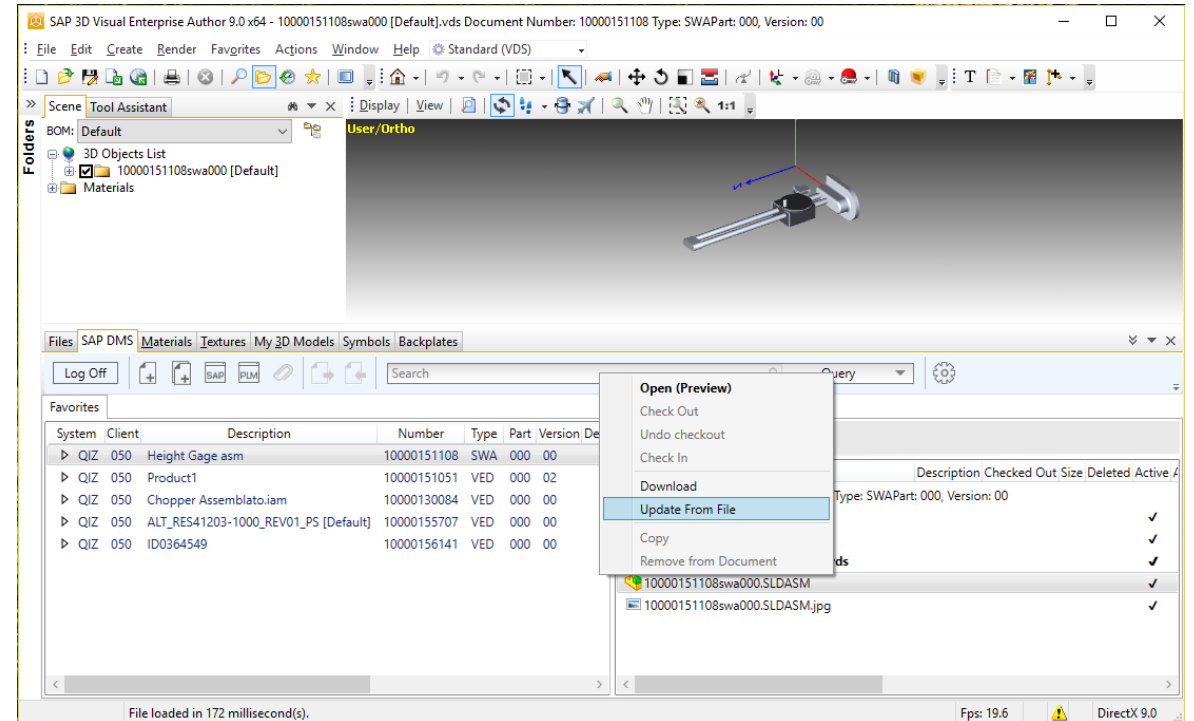 SAP 3D Visual Enterprise Author 9.0 x64 - 10000151108swa000 [Default].vds Document Number: 10000151108 Type: SWAPart: 000, Version: 00
File Edit Create Render Favorites Actions Window Help Standard (VDS)
Scene Tool Assistant
Display View 1:1 T
Folders
BOM: Default
User/Ortho
3D Objects List
10000151108swa000 [Default]
Materials
Files SAP DMS Materials Textures My 3D Models Symbols Backplates
Log Off SAP PLM Search Query
Favorites
System Client Description Number Type Part Version De
QIZ 050 Height Gage asm 10000151108 SWA 000 00
QIZ 050 Product1 10000151051 VED 000 02
QIZ 050 Chopper Assemblato.iam 10000130084 VED 000 00
QIZ 050 ALT_RES41203-1000_REV01_PS [Default] 10000155707 VED 000 00
QIZ 050 ID0364549 10000156141 VED 000 00
Open (Preview)
Check Out
Undo checkout
Check In
Download
Update From File
Copy
Remove from Document
Description Checked Out Size Deleted Active
Type: SWAPart: 000, Version: 00
ds
10000151108swa000.SLDASM
10000151108swa000.SLDASM.jpg
File loaded in 172 millisecond(s). Fps: 19.6 DirectX 9.0